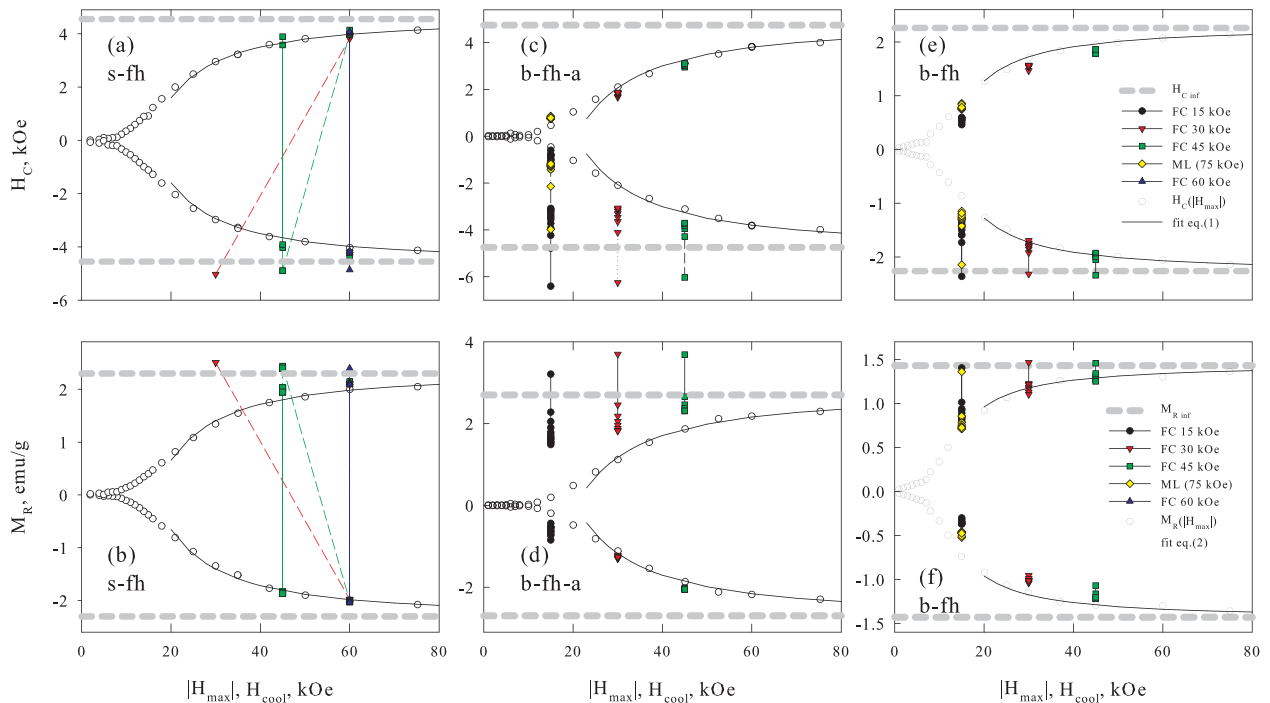 (a)
s-fh
H_C, kOe
4
2
0
-2
-4
-6
(c)
b-fh-a
6
4
2
0
-2
-4
-6
(e)
b-fh
2
1
0
-1
-2
H_C inf
FC 15 kOe
FC 30 kOe
FC 45 kOe
ML (75 kOe)
FC 60 kOe
H_C(|H_max|)
fit eq.(1)
(b)
s-fh
M_R, emu/g
2
0
-2
0
20
40
60
80
|H_max|, H_cool, kOe
(d)
b-fh-a
4
2
0
-2
0
20
40
60
80
|H_max|, H_cool, kOe
(f)
b-fh
1.5
1.0
0.5
0.0
-0.5
-1.0
-1.5
M_R inf
FC 15 kOe
FC 30 kOe
FC 45 kOe
ML (75 kOe)
FC 60 kOe
M_R(|H_max|)
fit eq.(2)
0
20
40
60
80
|H_max|, H_cool, kOe